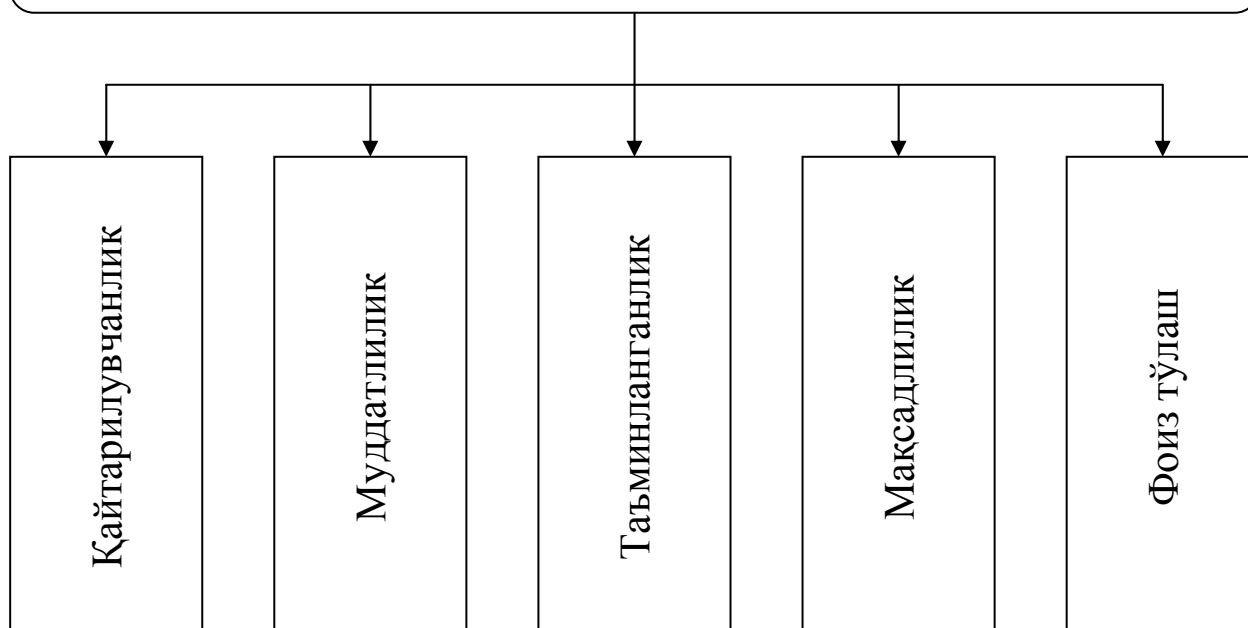 Қайтарилувчанлик
Муддатлилик
Таъминланганлик
Мақсадлилик
Фоиз тўлаш